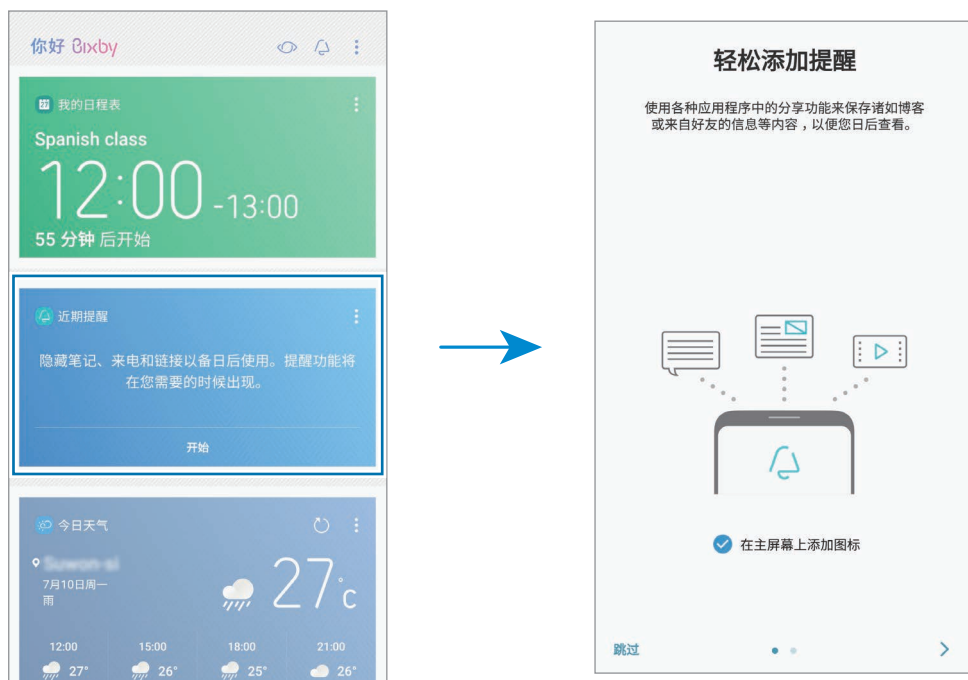 你好 Bixby
我的日程表
Spanish class
12:00 -13:00
55 分钟 后开始
近期提醒
隐藏笔记、来电和链接以备日后使用。提醒功能将
在您需要的时候出现。
开始
今日天气
7月10日周一
雨
27°c
12:00 15:00 18:00 21:00
27° 26° 25° 26°
轻松添加提醒
使用各种应用程序中的分享功能来保存诸如博客
或来自好友的信息等内容，以便您日后查看。
在主屏幕上添加图标
跳过